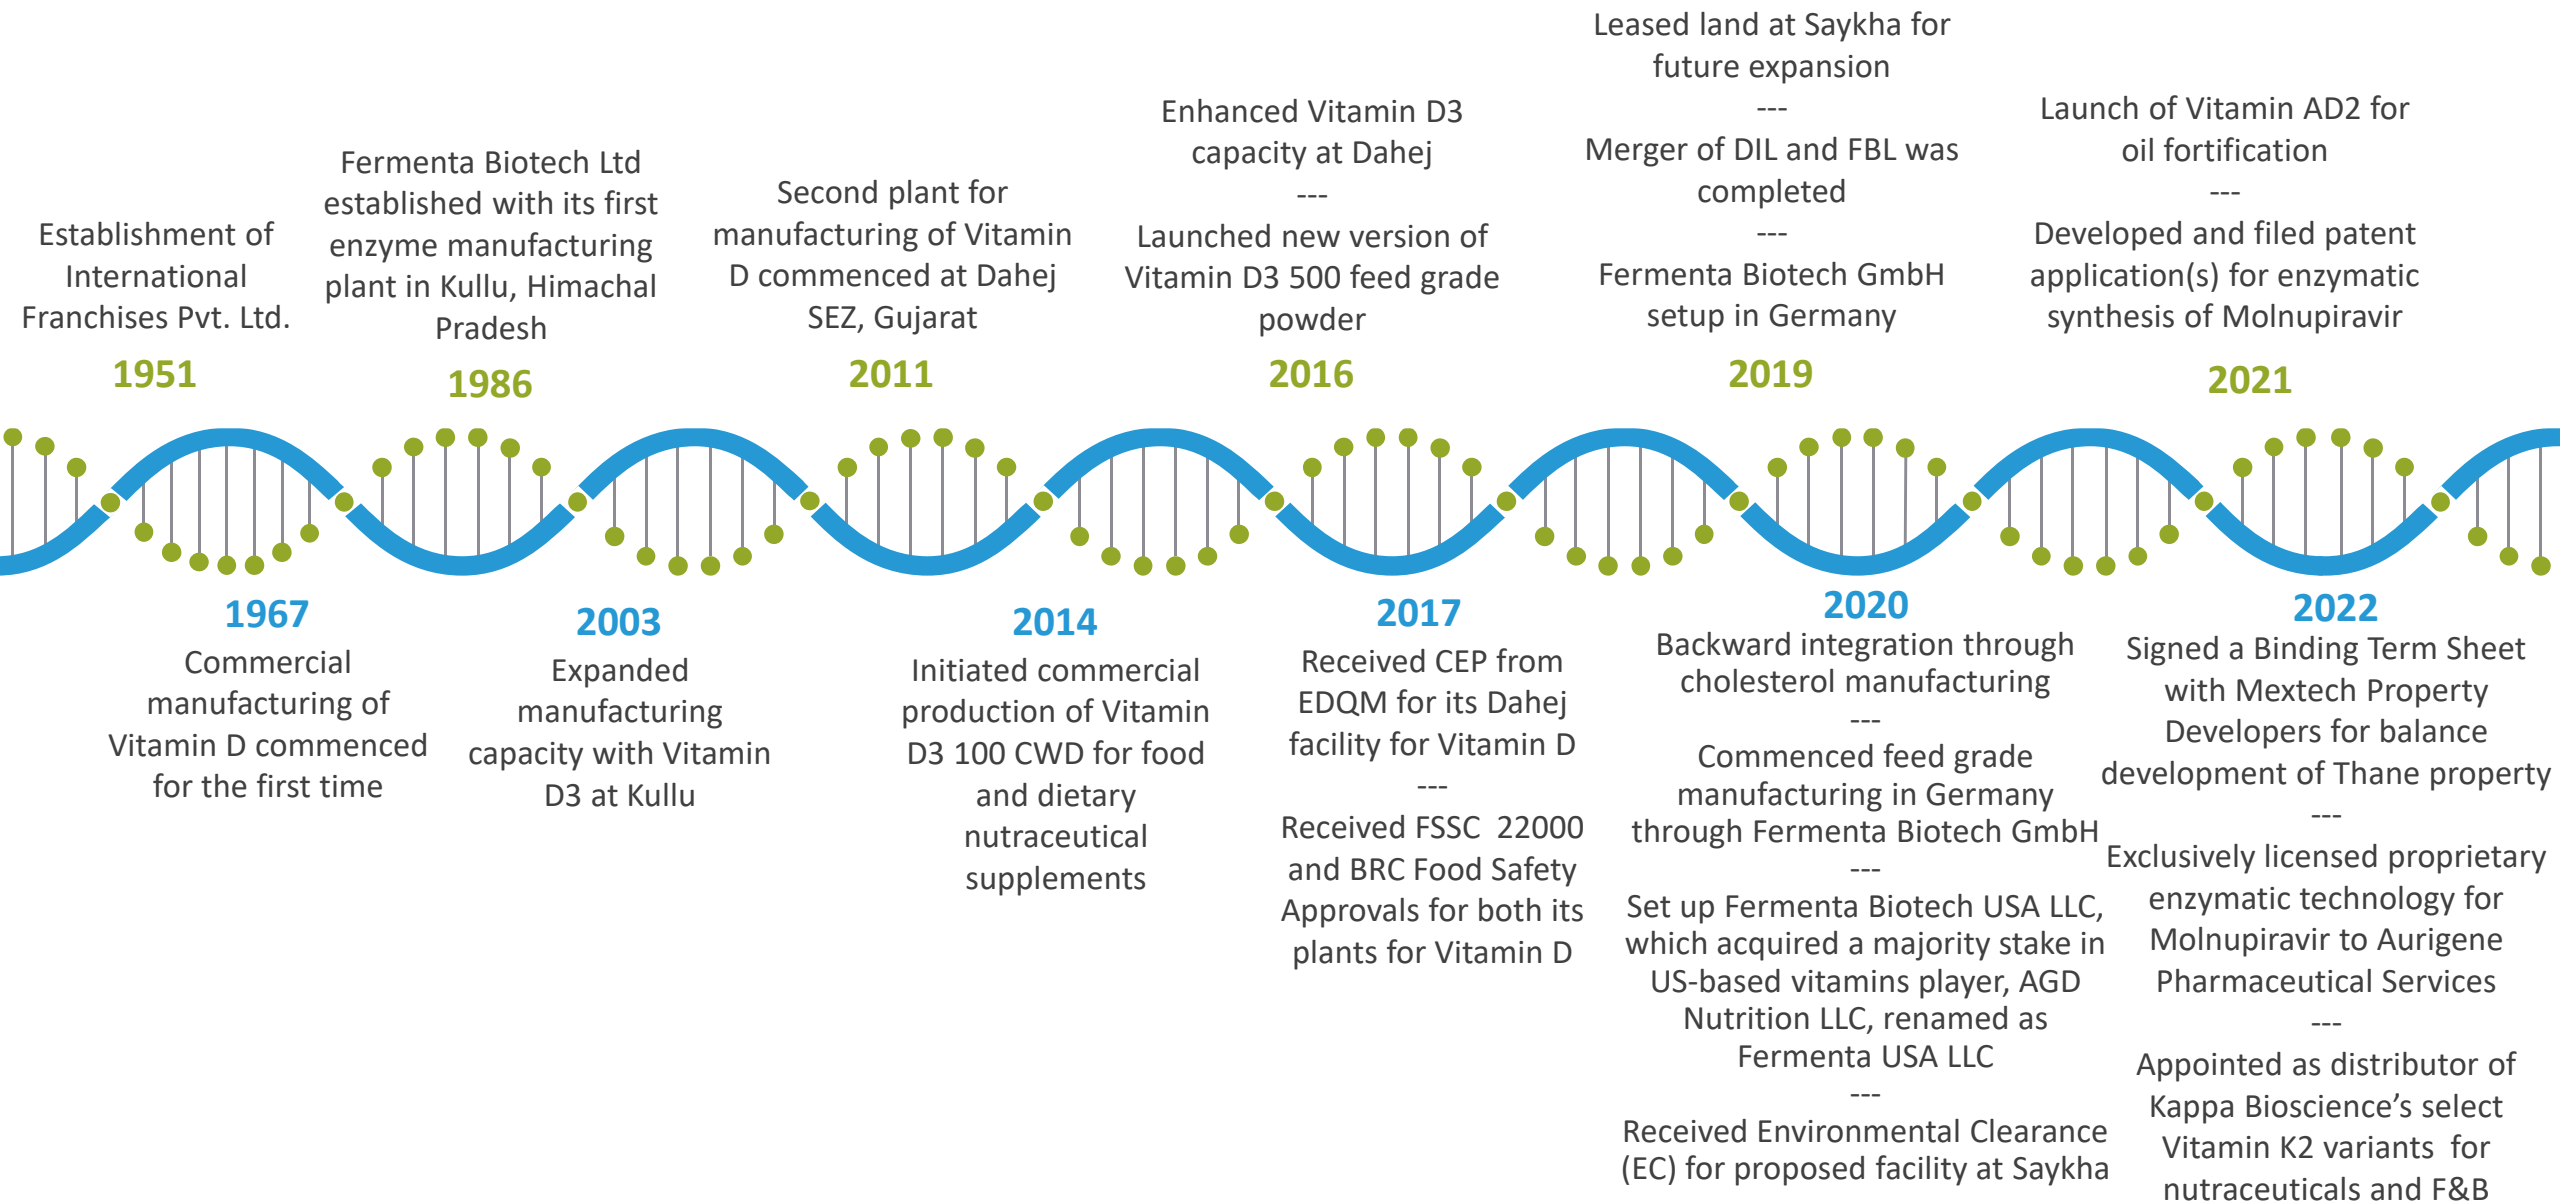 Establishment of
International
Franchises Pvt. Ltd.
1951
1967
Commercial
manufacturing of
Vitamin D commenced
for the first time
Fermenta Biotech Ltd
established with its first
enzyme manufacturing
plant in Kullu, Himachal
Pradesh
1986
2003
Expanded
manufacturing
capacity with Vitamin
D3 at Kullu
Second plant for
manufacturing of Vitamin
D commenced at Dahej
SEZ, Gujarat
2011
2014
Initiated commercial
production of Vitamin
D3 100 CWD for food
and dietary
nutraceutical
supplements
Enhanced Vitamin D3
capacity at Dahej
---
Launched new version of
Vitamin D3 500 feed grade
powder
2016
2017
Received CEP from
EDQM for its Dahej
facility for Vitamin D
---
Received FSSC  22000
and BRC Food Safety
Approvals for both its
plants for Vitamin D
Leased land at Saykha for
future expansion
---
Merger of DIL and FBL was
completed
---
Fermenta Biotech GmbH
setup in Germany
2019
2020
Backward integration through
cholesterol manufacturing
---
Commenced feed grade
manufacturing in Germany
through Fermenta Biotech GmbH
---
Set up Fermenta Biotech USA LLC,
which acquired a majority stake in
US-based vitamins player, AGD
Nutrition LLC, renamed as
Fermenta USA LLC
---
Received Environmental Clearance
(EC) for proposed facility at Saykha
Launch of Vitamin AD2 for
oil fortification
---
Developed and filed patent
application(s) for enzymatic
synthesis of Molnupiravir
2021
2022
Signed a Binding Term Sheet
with Mextech Property
Developers for balance
development of Thane property
---
Exclusively licensed proprietary
enzymatic technology for
Molnupiravir to Aurigene
Pharmaceutical Services
---
Appointed as distributor of
Kappa Bioscience’s select
Vitamin K2 variants  for
nutraceuticals and F&B